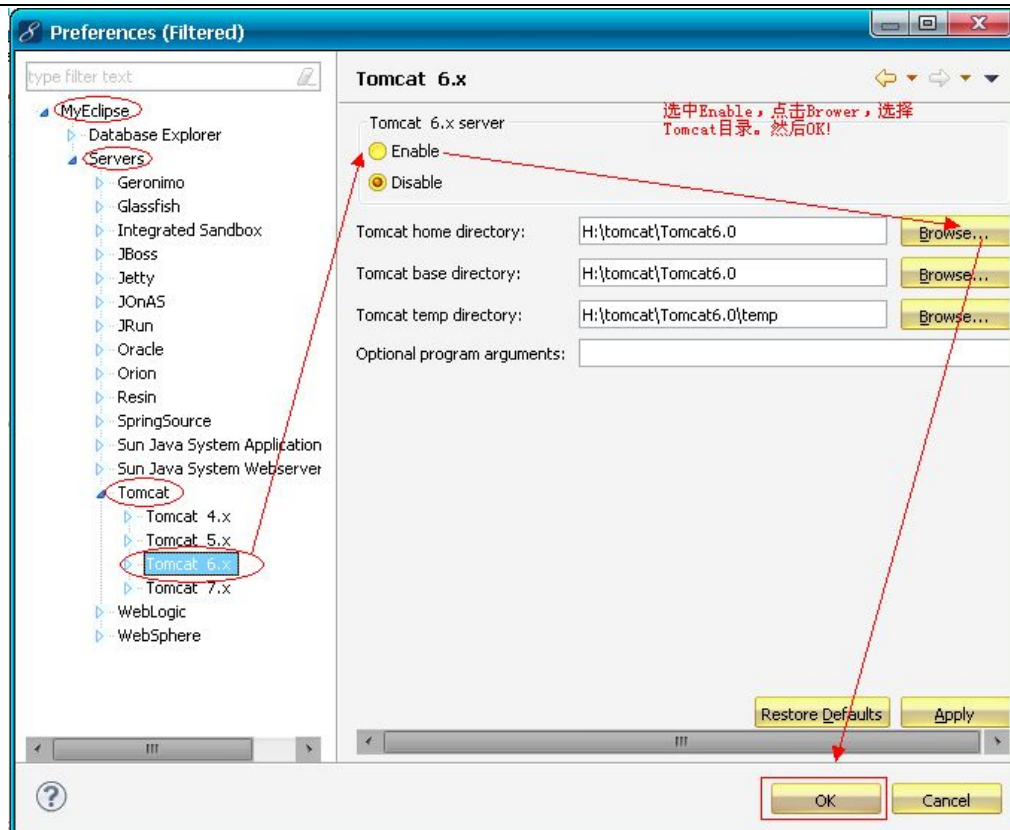 Preferences (Filtered)
type filter text
MyEclipse
Database Explorer
Servers
Geronimo
Glassfish
Integrated Sandbox
JBoss
Jetty
JOnAS
JRun
Oracle
Orion
Resin
SpringSource
Sun Java System Application
Sun Java System Webserver
Tomcat
Tomcat 4.x
Tomcat 5.x
Tomcat 6.x
Tomcat 7.x
WebLogic
WebSphere
Tomcat 6.x
选中Enable，点击Brower，选择
Tomcat目录。然后OK!
Tomcat 6.x server
Enable
Disable
Tomcat home directory: H:\tomcat\Tomcat6.0 Browse...
Tomcat base directory: H:\tomcat\Tomcat6.0 Browse...
Tomcat temp directory: H:\tomcat\Tomcat6.0\temp Browse...
Optional program arguments:
Restore Defaults Apply
OK Cancel